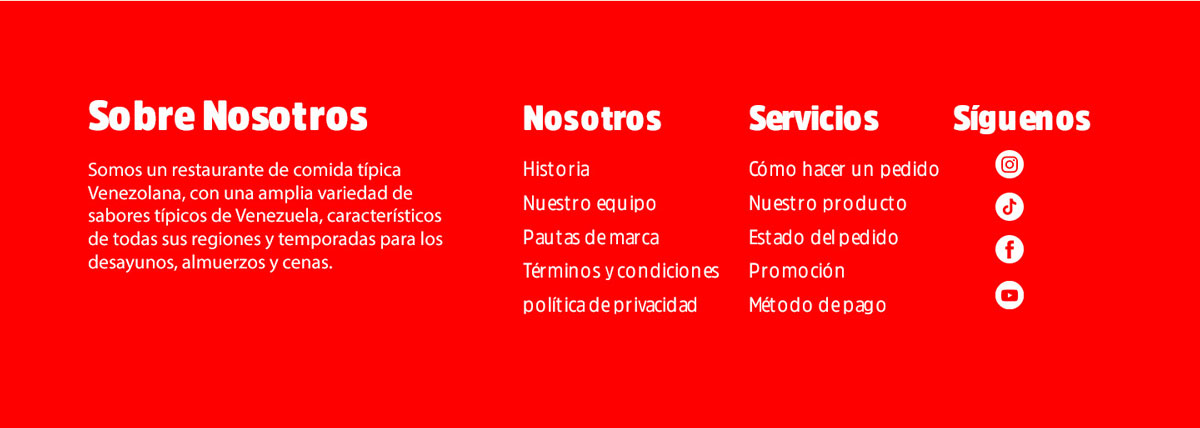 Sobre Nosotros
Somos un restaurante de comida típica
Venezolana, con una amplia variedad de
sabores típicos de Venezuela, característicos
de todas sus regiones y temporadas para los
desayunos, almuerzos y cenas.
Nosotros
Historia
Nuestro equipo
Pautas de marca
Términos y condiciones
política de privacidad
Servicios
Cómo hacer un pedido
Nuestro producto
Estado del pedido
Promoción
Método de pago
Síguenos